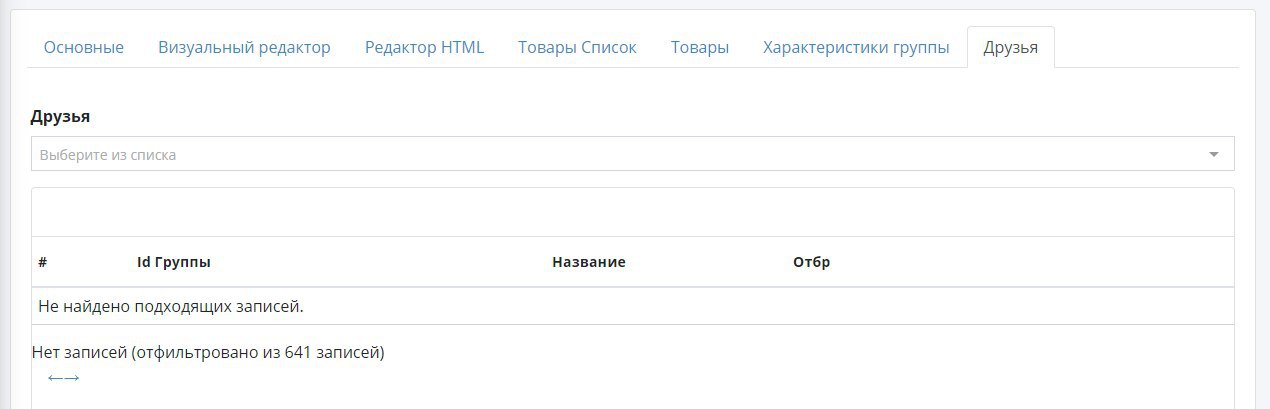 Основные Визуальный редактор Редактор HTML Товары Список Товары Характеристики группы Друзья
Друзья
Выберите из списка
# Id Группы Название Отбр
Не найдено подходящих записей.
Нет записей (отфильтровано из 641 записей)
←→